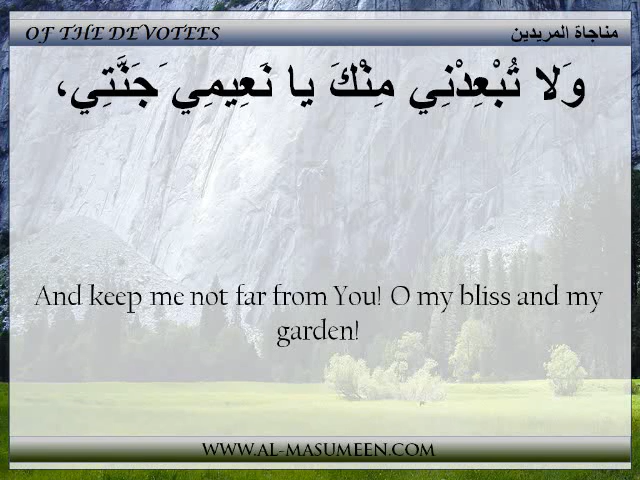 OF THE DEVOTEES
مناجاة المريدين
وَلا تُبْعِدْنِي مِنْكَ يا نَعِيمِي َجَنَّتِي،
And keep me not far from You! O my bliss and my
garden!
WWW.AL-MASUMEEN.COM